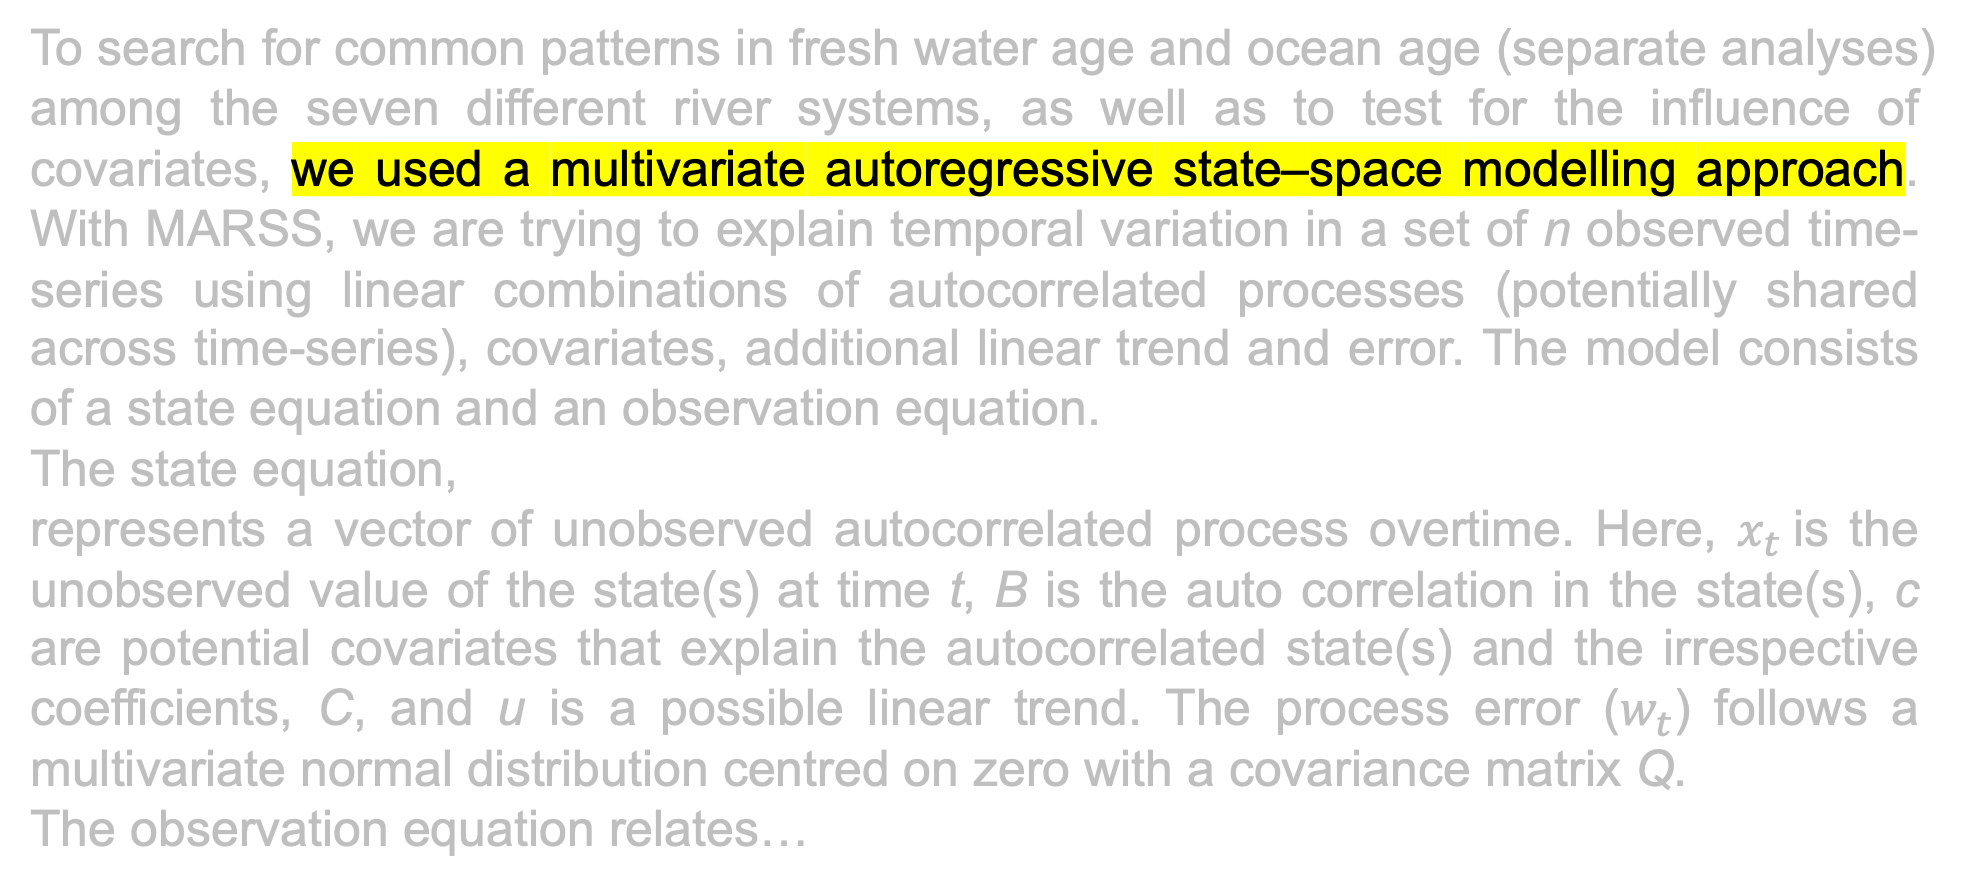 To search for common patterns in fresh water age and ocean age (separate analyses)
among the seven different river systems, as well as to test for the influence of
covariates, we used a multivariate autoregressive state–space modelling approach.
With MARSS, we are trying to explain temporal variation in a set of n observed time-
series using linear combinations of autocorrelated processes (potentially shared
across time-series), covariates, additional linear trend and error. The model consists
of a state equation and an observation equation.
The state equation,
represents a vector of unobserved autocorrelated process overtime. Here, xₜ is the
unobserved value of the state(s) at time t, B is the auto correlation in the state(s), c
are potential covariates that explain the autocorrelated state(s) and the irrespective
coefficients, C, and u is a possible linear trend. The process error (wₜ) follows a
multivariate normal distribution centred on zero with a covariance matrix Q.
The observation equation relates…